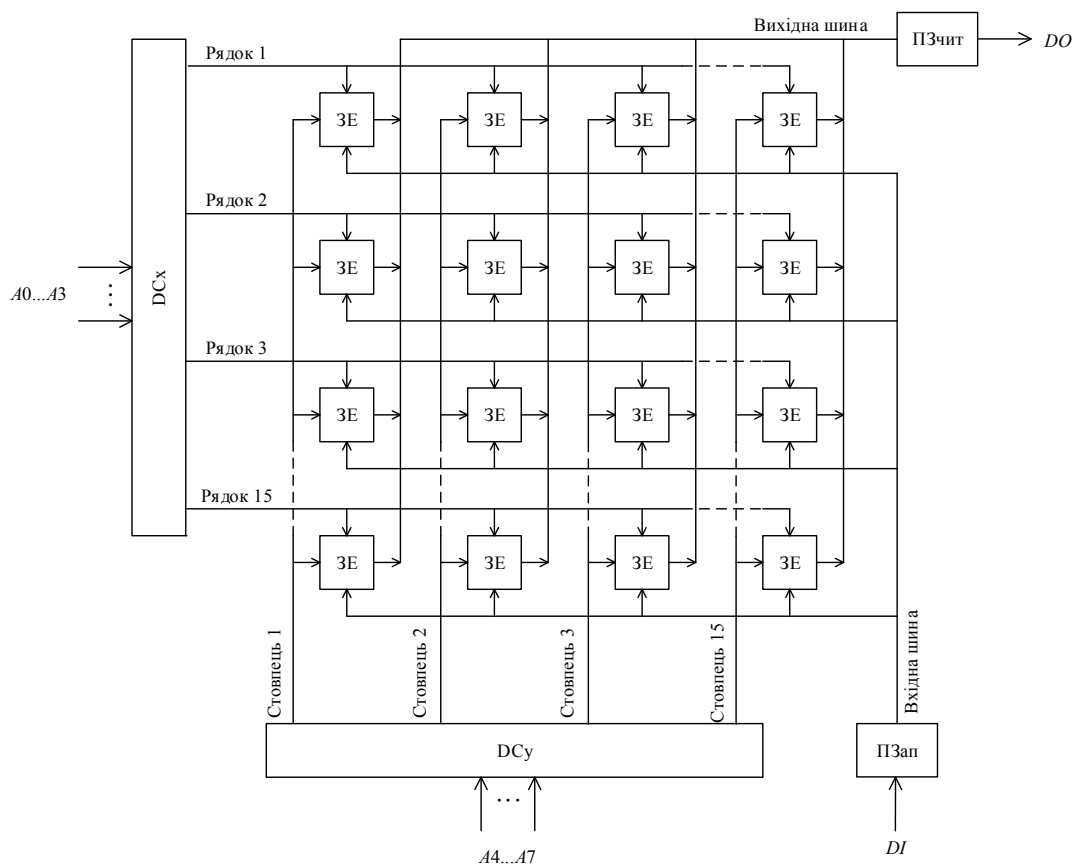 Вихідна шина
ПЗчит
DO
Рядок 1
ЗЕ ЗЕ ЗЕ ЗЕ
Рядок 2
ЗЕ ЗЕ ЗЕ ЗЕ
A0...A3
...
DCx
Рядок 3
ЗЕ ЗЕ ЗЕ ЗЕ
Рядок 15
ЗЕ ЗЕ ЗЕ ЗЕ
Стовпець 1
Стовпець 2
Стовпець 3
Стовпець 15
Вхідна шина
DCy
ПЗап
...
A4...A7
DI